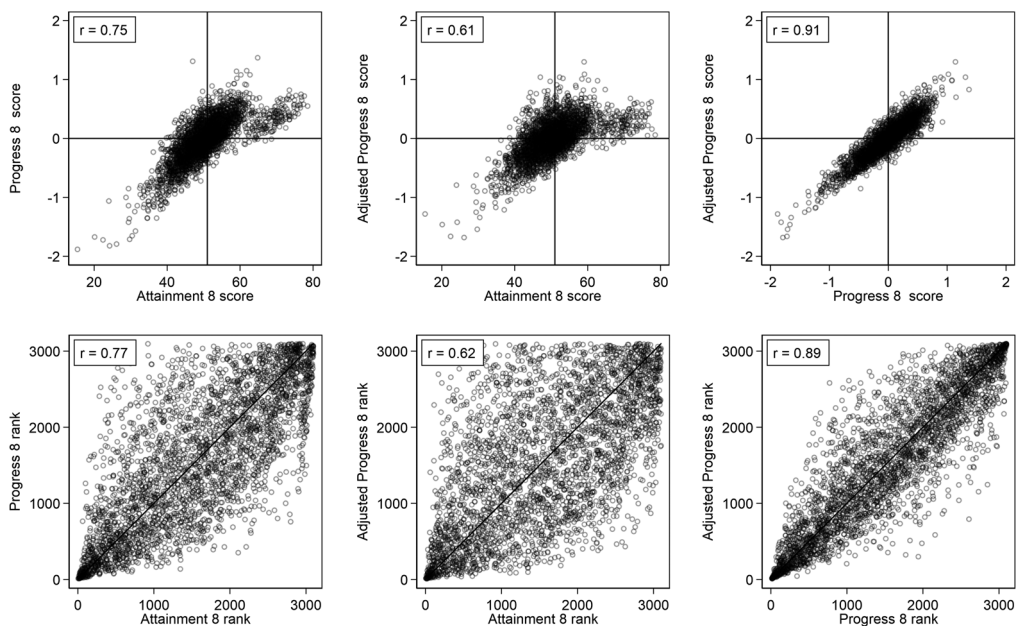 r = 0.75
Progress 8 score
2
1
0
-1
-2
20
40
60
80
Attainment 8 score
r = 0.61
Adjusted Progress 8 score
2
1
0
-1
-2
20
40
60
80
Attainment 8 score
r = 0.91
Adjusted Progress 8 score
2
1
0
-1
-2
-2
-1
0
1
2
Progress 8 score
r = 0.77
Progress 8 rank
3000
2000
1000
0
0
1000
2000
3000
Attainment 8 rank
r = 0.62
Adjusted Progress 8 rank
3000
2000
1000
0
0
1000
2000
3000
Attainment 8 rank
r = 0.89
Adjusted Progress 8 rank
3000
2000
1000
0
0
1000
2000
3000
Progress 8 rank